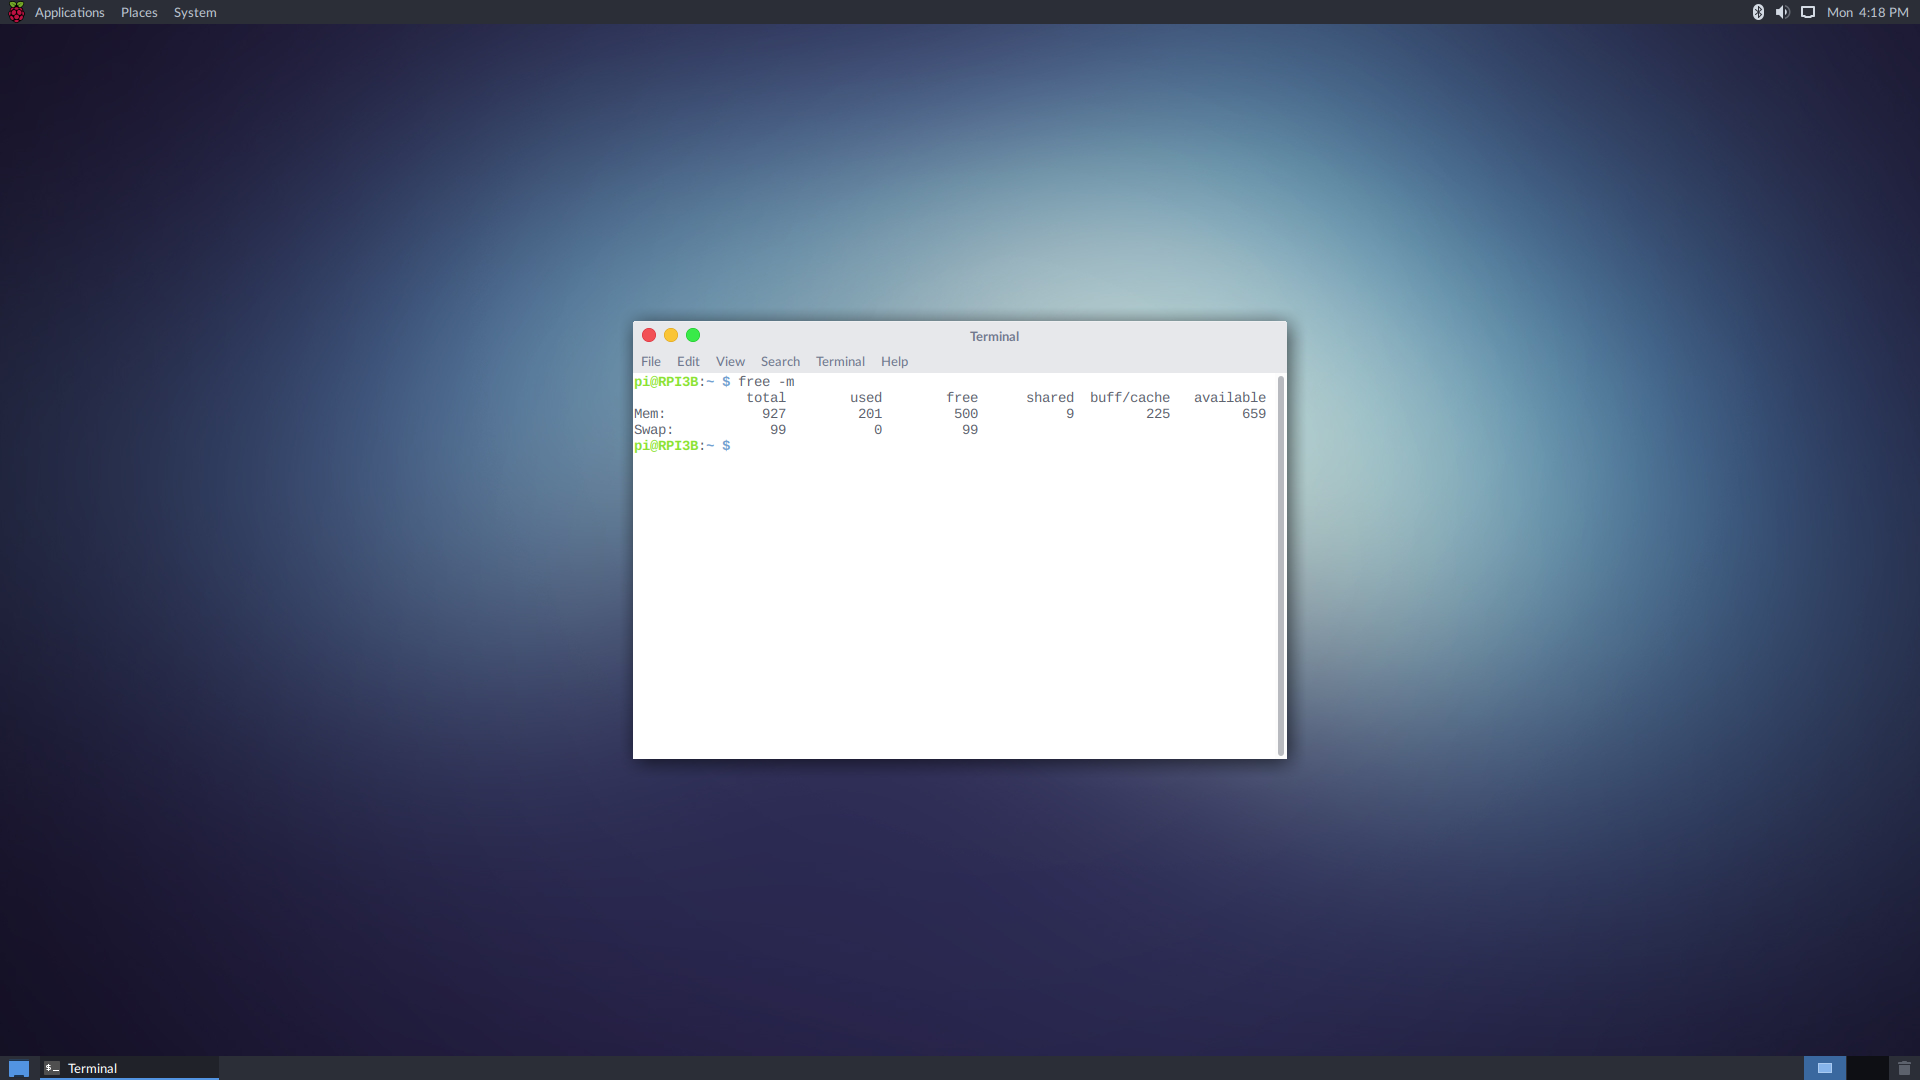 Applications Places System Mon 4:18 PM
Terminal
File Edit View Search Terminal Help
pi@RPI3B:~ $ free -m
              total        used        free      shared  buff/cache   available
Mem:            927         201         500           9         225         659
Swap:            99           0          99
pi@RPI3B:~ $
$_ Terminal